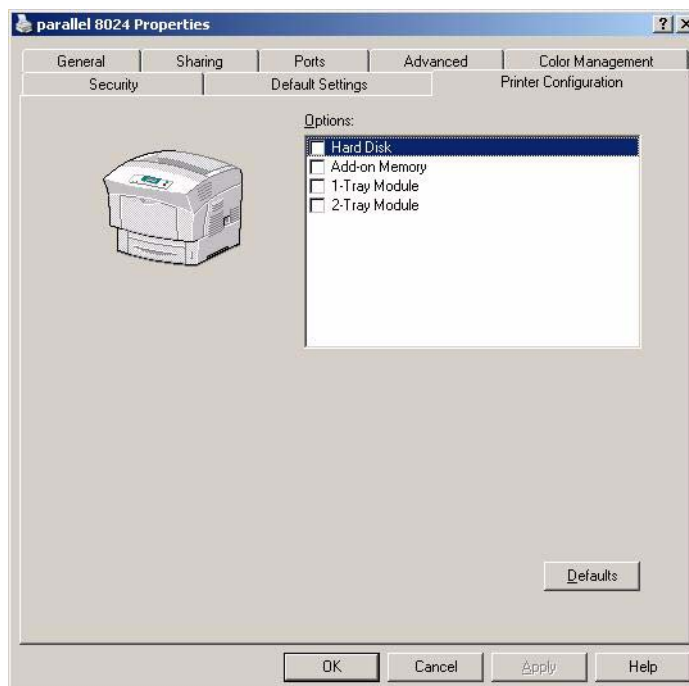 parallel 8024 Properties
General Sharing Ports Advanced Color Management
Security Default Settings Printer Configuration
Options:
Hard Disk
Add-on Memory
1-Tray Module
2-Tray Module
Defaults
OK Cancel Apply Help